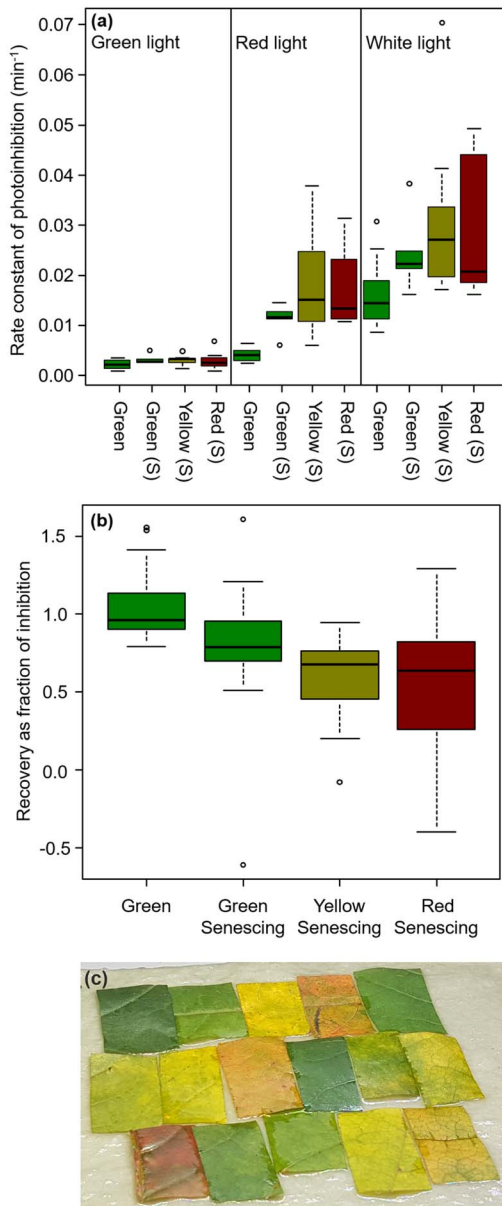 (a)
Green light
Red light
White light
Rate constant of photoinhibition (min⁻¹)
0.07
0.06
0.05
0.04
0.03
0.02
0.01
0.00
Green
Green (S)
Yellow (S)
Red (S)
Green
Green (S)
Yellow (S)
Red (S)
Green
Green (S)
Yellow (S)
Red (S)
(b)
Recovery as fraction of inhibition
1.5
1.0
0.5
0.0
-0.5
Green
Green
Senescing
Yellow
Senescing
Red
Senescing
(c)